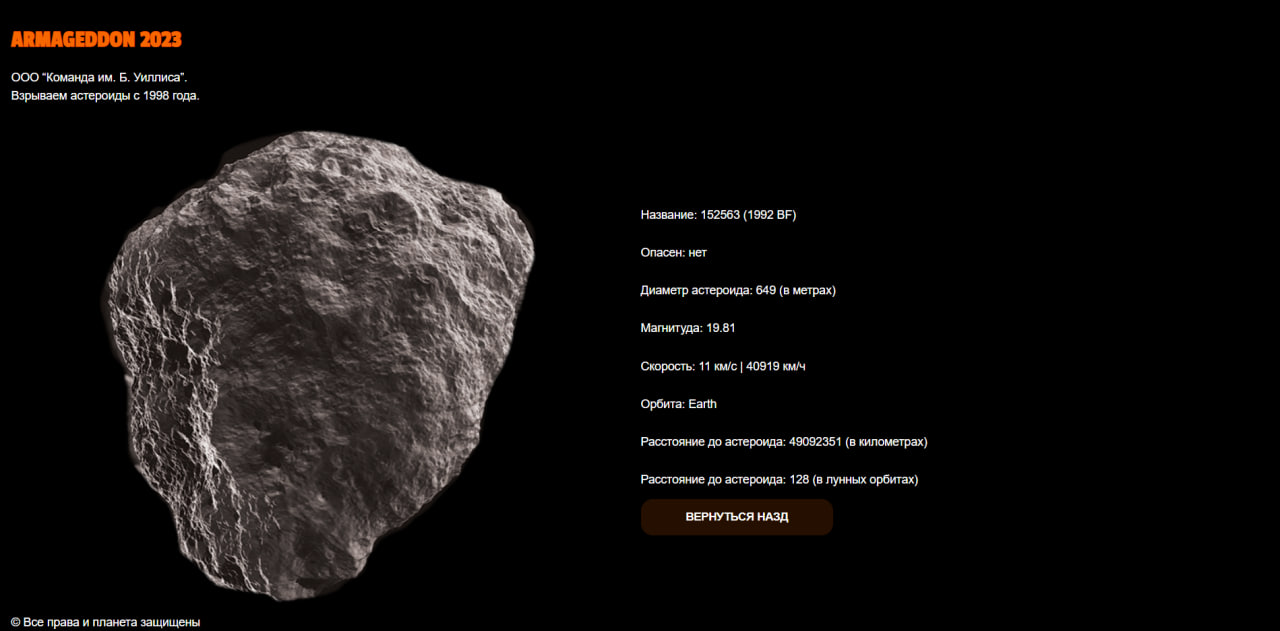 ARMAGEDDON 2023
ООО "Команда им. Б. Уиллиса".
Взрываем астероиды с 1998 года.
Название: 152563 (1992 BF)
Опасен: нет
Диаметр астероида: 649 (в метрах)
Магнитуда: 19.81
Скорость: 11 км/с | 40919 км/ч
Орбита: Earth
Расстояние до астероида: 49092351 (в километрах)
Расстояние до астероида: 128 (в лунных орбитах)
ВЕРНУТЬСЯ НАЗД
© Все права и планета защищены